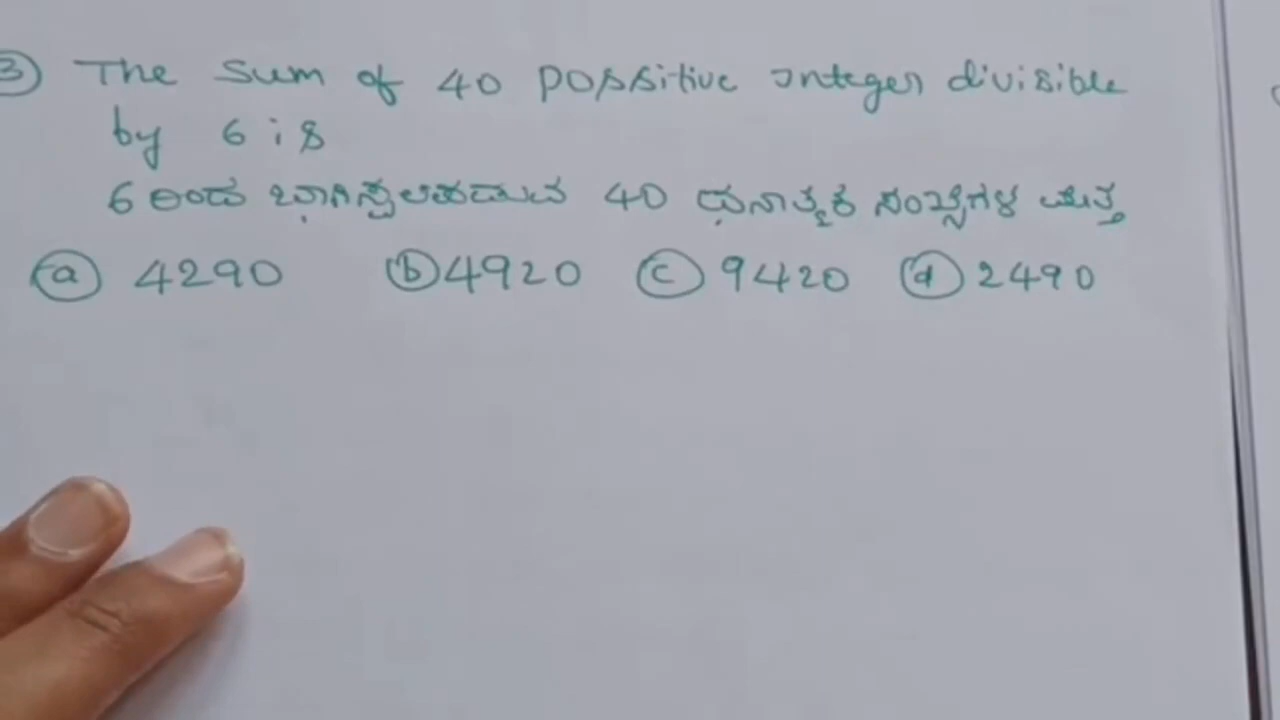 3) The Sum of 40 possitive Integer divisible
by 6 is
6 ರಿಂದ ಭಾಗಿಸಲ್ಪಡುವ 40 ಧನಾತ್ಮಕ ಸಂಖ್ಯೆಗಳ ಮೊತ್ತ
(a) 4290 (b) 4920 (c) 9420 (d) 2490